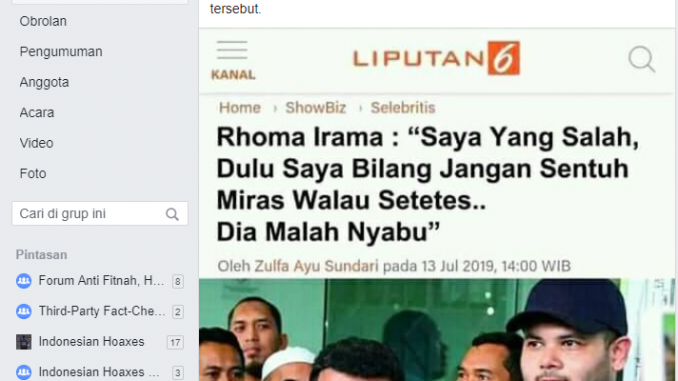 tersebut.
Obrolan
Pengumuman
Anggota
Acara
Video
Foto
Cari di grup ini
Pintasan
Forum Anti Fitnah, H... 8
Third-Party Fact-Che... 2
Indonesian Hoaxes 17
Indonesian Hoaxes ... 3
LIPUTAN 6
KANAL
Home › ShowBiz › Selebritis
Rhoma Irama : “Saya Yang Salah,
Dulu Saya Bilang Jangan Sentuh
Miras Walau Setetes..
Dia Malah Nyabu”
Oleh Zulfa Ayu Sundari pada 13 Jul 2019, 14:00 WIB